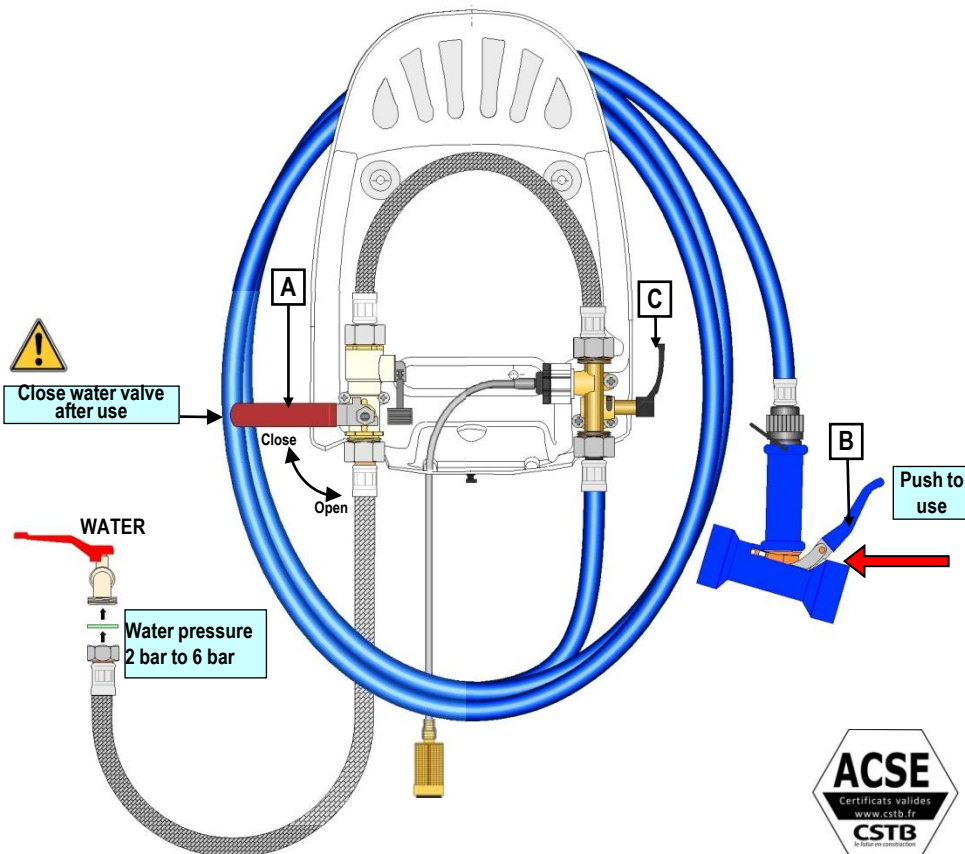 A
C
Close water valve
after use
Close
Open
B
Push to
use
WATER
Water pressure
2 bar to 6 bar
ACSE
Certificats valides
www.cstb.fr
CSTB
le futur en construction